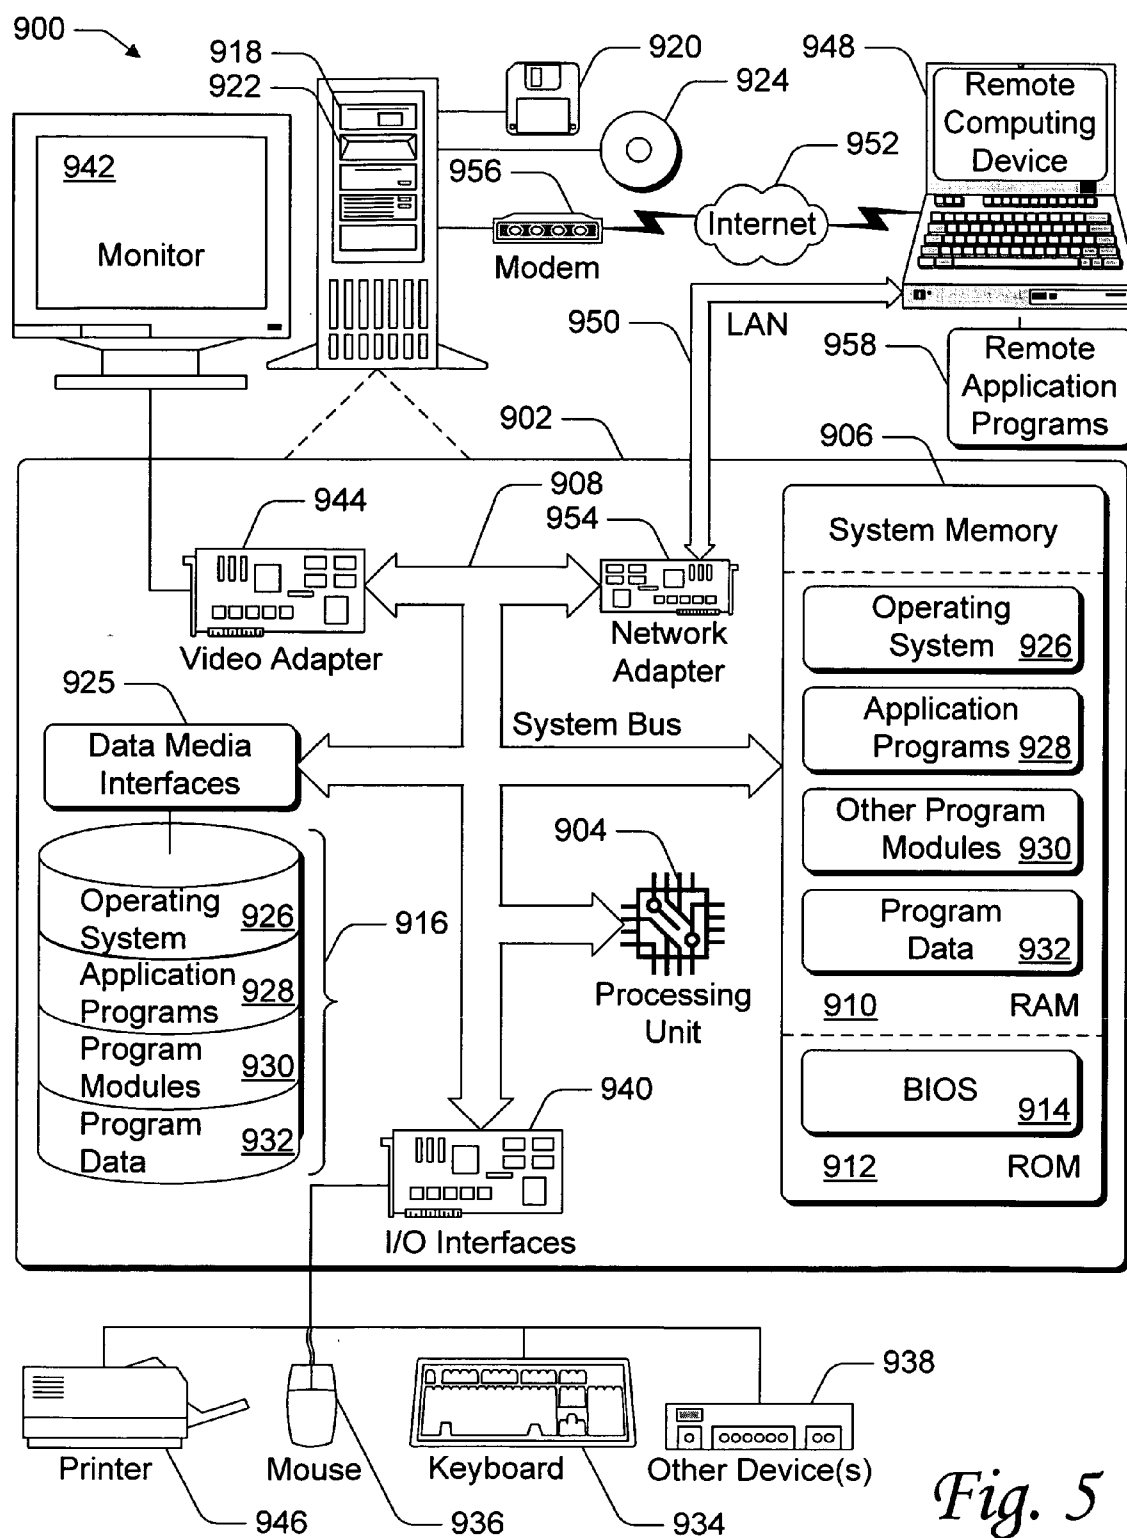 900
918
922
920
924
948
Remote
Computing
Device
942
Monitor
956
Modem
952
Internet
950
LAN
958
Remote
Application
Programs
902
906
908
944
954
Video Adapter
Network
Adapter
System Memory
Operating
System 926
Application
Programs 928
Other Program
Modules 930
Program
Data 932
910 RAM
BIOS
914
912 ROM
925
Data Media
Interfaces
System Bus
904
Processing
Unit
Operating
System 926
Application
Programs 928
Program
Modules 930
Program
Data 932
916
940
I/O Interfaces
Printer
946
Mouse
936
Keyboard
934
938
Other Device(s)
Fig. 5